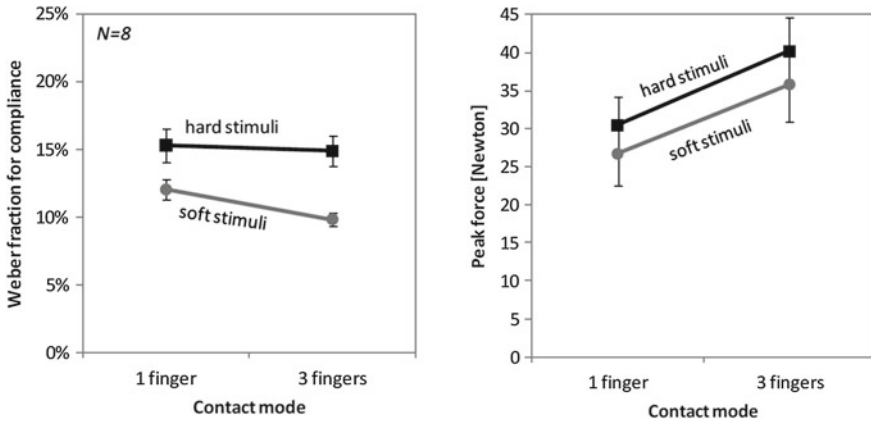 25%
20%
15%
10%
5%
0%
Weber fraction for compliance
N=8
hard stimuli
soft stimuli
1 finger
3 fingers
Contact mode
45
40
35
30
25
20
15
10
5
0
Peak force [Newton]
hard stimuli
soft stimuli
1 finger
3 fingers
Contact mode